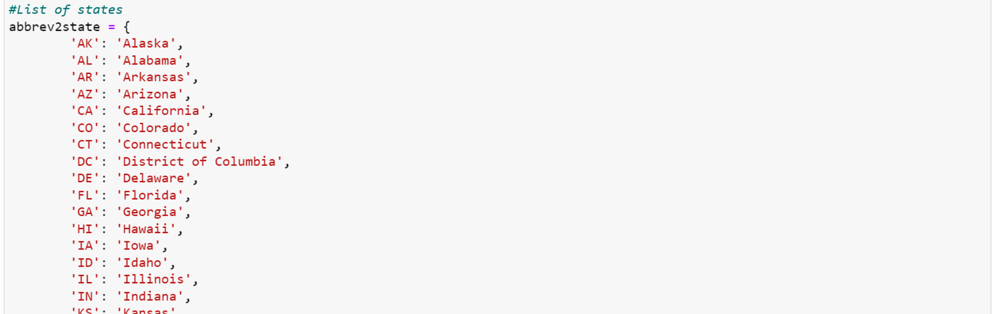 #List of states
abbrev2state = {
        'AK': 'Alaska',
        'AL': 'Alabama',
        'AR': 'Arkansas',
        'AZ': 'Arizona',
        'CA': 'California',
        'CO': 'Colorado',
        'CT': 'Connecticut',
        'DC': 'District of Columbia',
        'DE': 'Delaware',
        'FL': 'Florida',
        'GA': 'Georgia',
        'HI': 'Hawaii',
        'IA': 'Iowa',
        'ID': 'Idaho',
        'IL': 'Illinois',
        'IN': 'Indiana',
        'KS': 'Kansas'